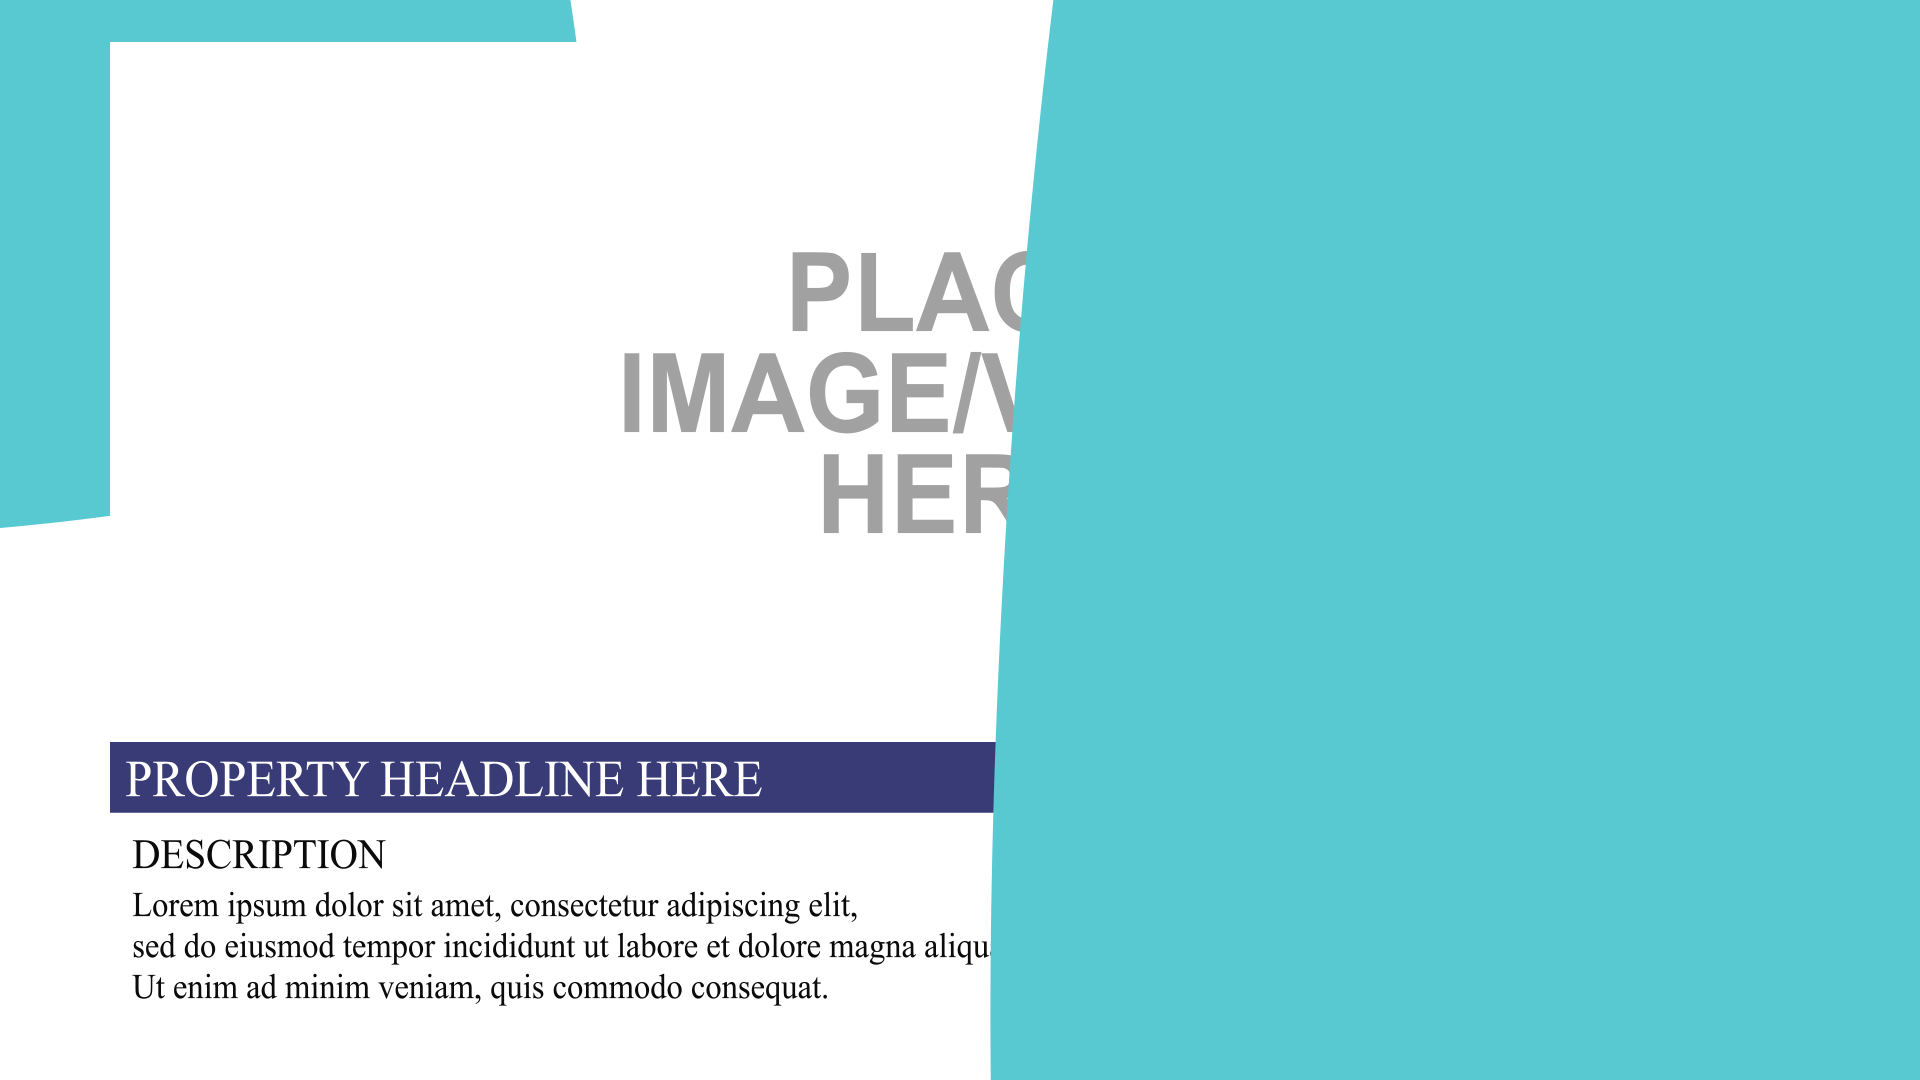 PLAC
IMAGE/V
HER
PROPERTY HEADLINE HERE
DESCRIPTION
Lorem ipsum dolor sit amet, consectetur adipiscing elit,
sed do eiusmod tempor incididunt ut labore et dolore magna aliqu
Ut enim ad minim veniam, quis commodo consequat.